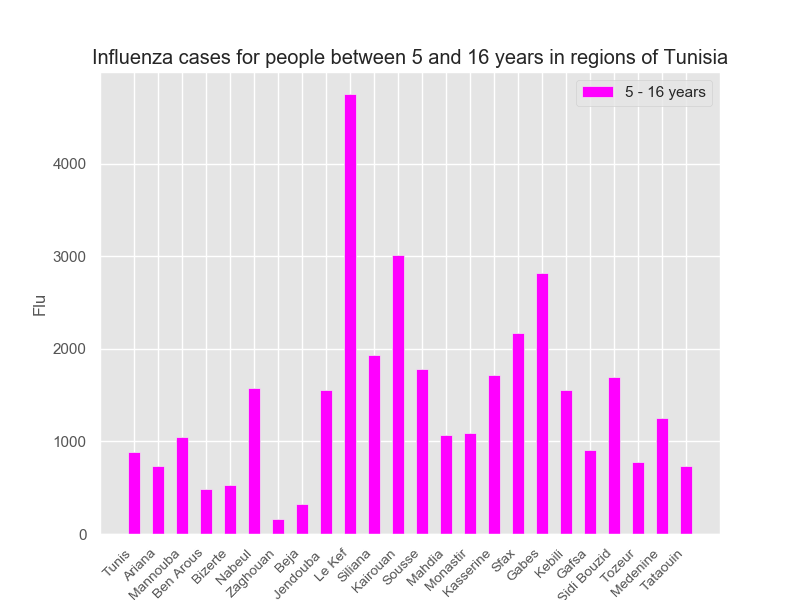 Influenza cases for people between 5 and 16 years in regions of Tunisia
5 - 16 years
Flu
4000
3000
2000
1000
0
Tunis
Ariana
Mannouba
Ben Arous
Bizerte
Nabeul
Zaghouan
Beja
Jendouba
Le Kef
Siliana
Kairouan
Sousse
Mahdia
Monastir
Kasserine
Sfax
Gabes
Kebili
Gafsa
Sidi Bouzid
Tozeur
Medenine
Tataouin